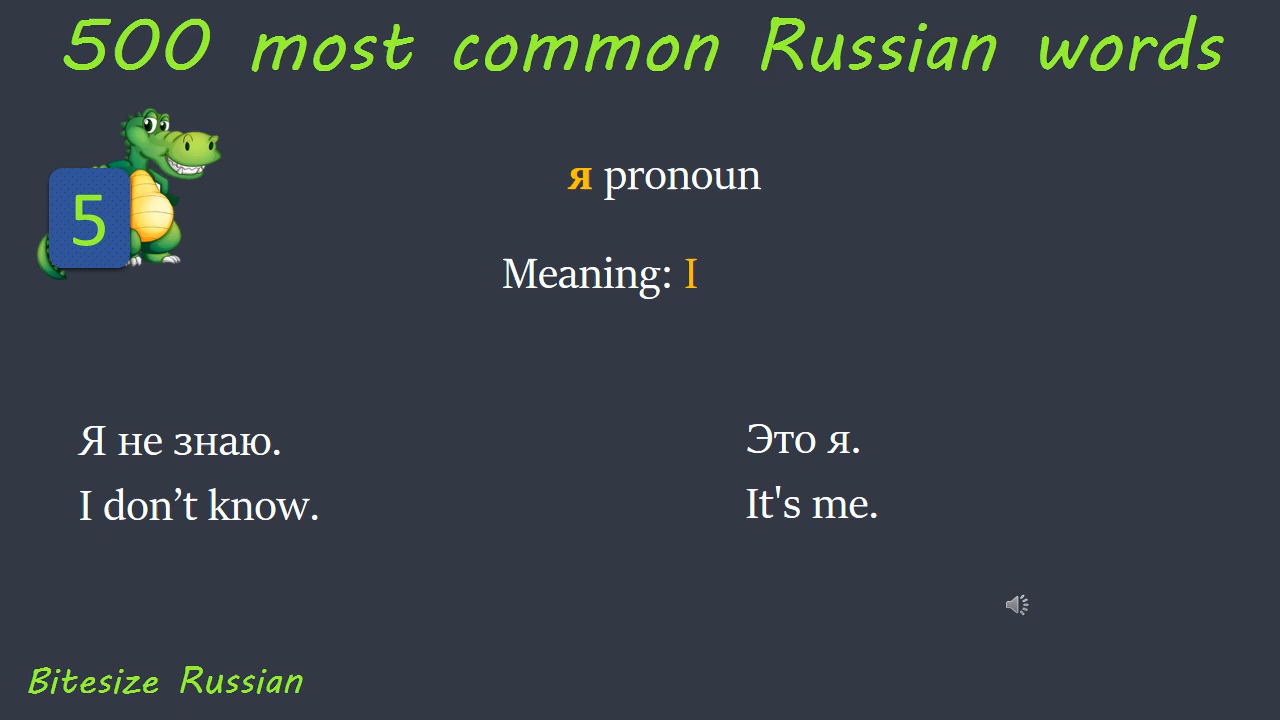 500 most common Russian words
5
я pronoun
Meaning: I
Я не знаю.
I don’t know.
Это я.
It's me.
Bitesize Russian